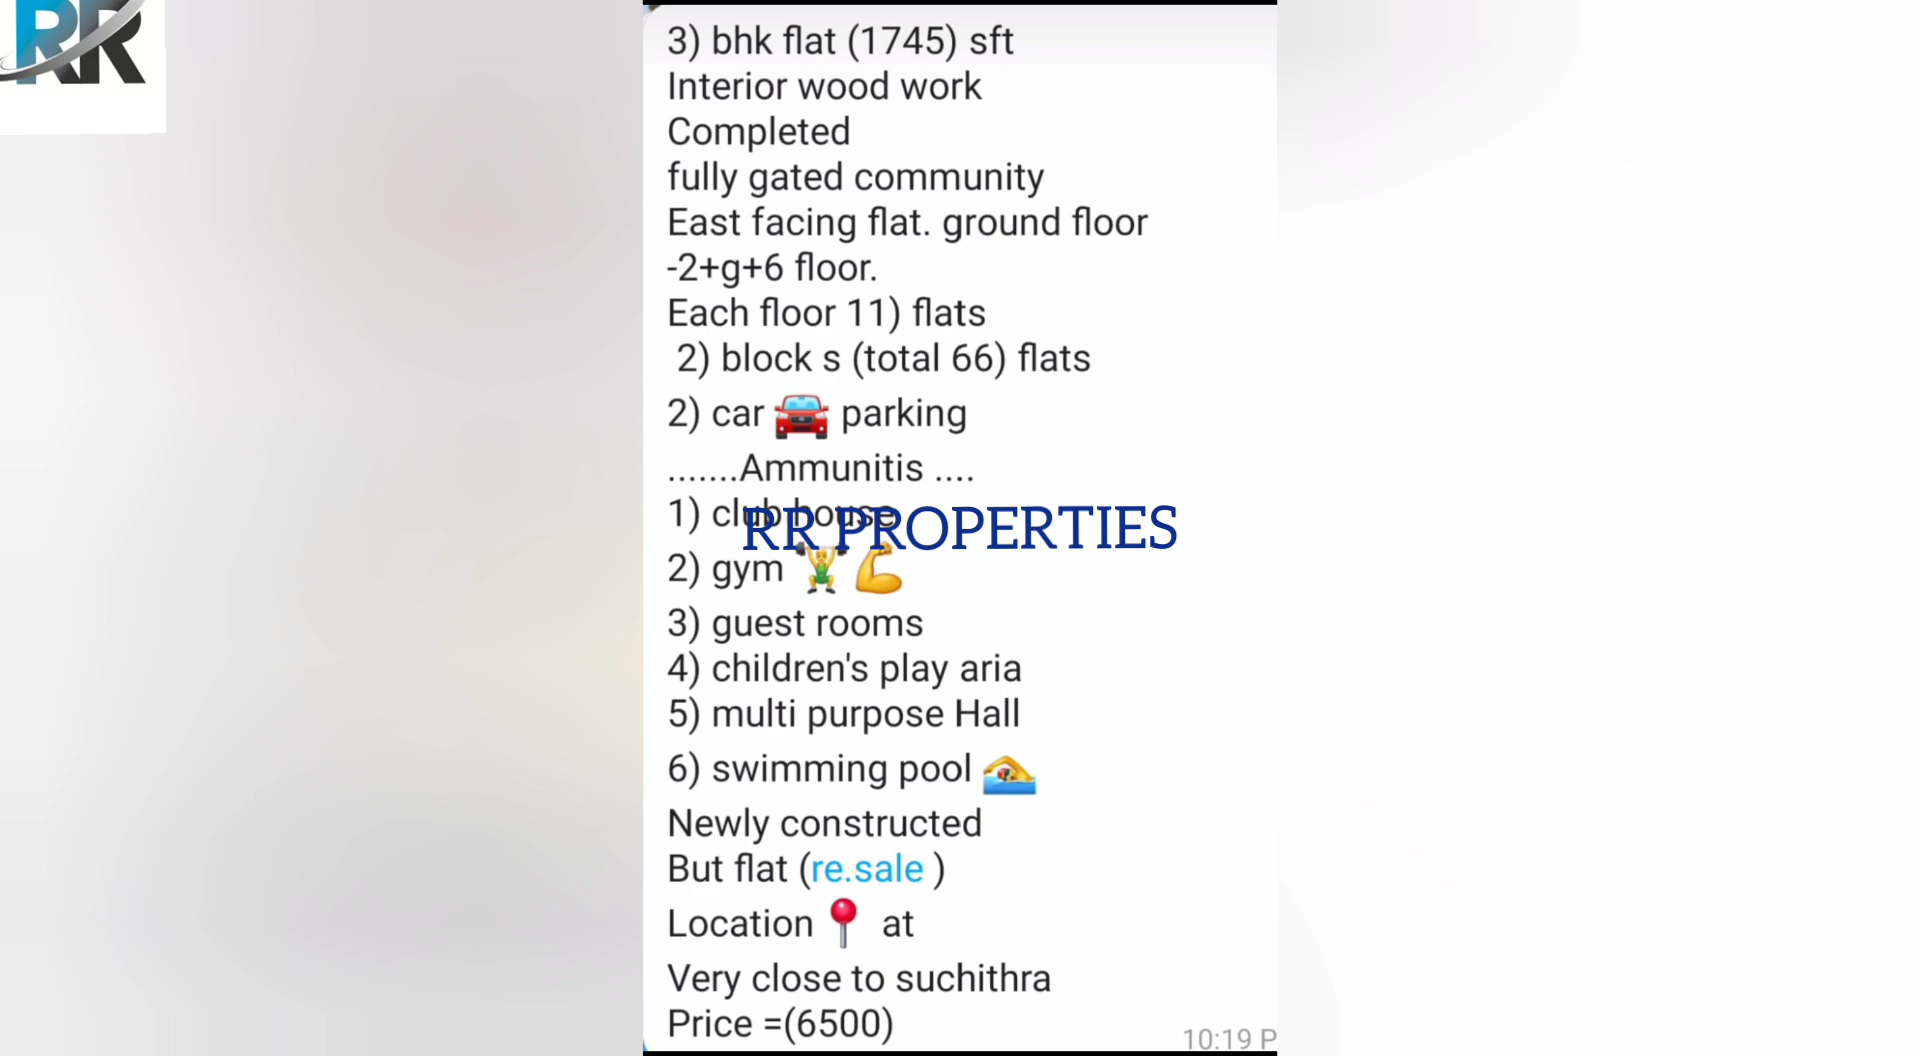 RR
3) bhk flat (1745) sft
Interior wood work
Completed
fully gated community
East facing flat. ground floor
-2+g+6 floor.
Each floor 11) flats
2) block s (total 66) flats
2) car 🚘 parking
.......Ammunitis ....
1) club house
RR PROPERTIES
2) gym 🏋️‍♂️💪
3) guest rooms
4) children's play aria
5) multi purpose Hall
6) swimming pool 🏊
Newly constructed
But flat (re.sale )
Location 📍 at
Very close to suchithra
Price =(6500)
10:19 P